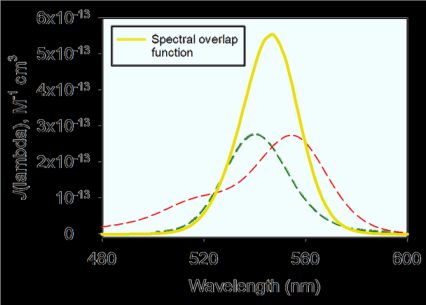 6x10-13
5x10-13
4x10-13
3x10-13
2x10-13
10-13
0
J(lambda), M-1 cm3
Spectral overlap
function
480 520 560 600
Wavelength (nm)